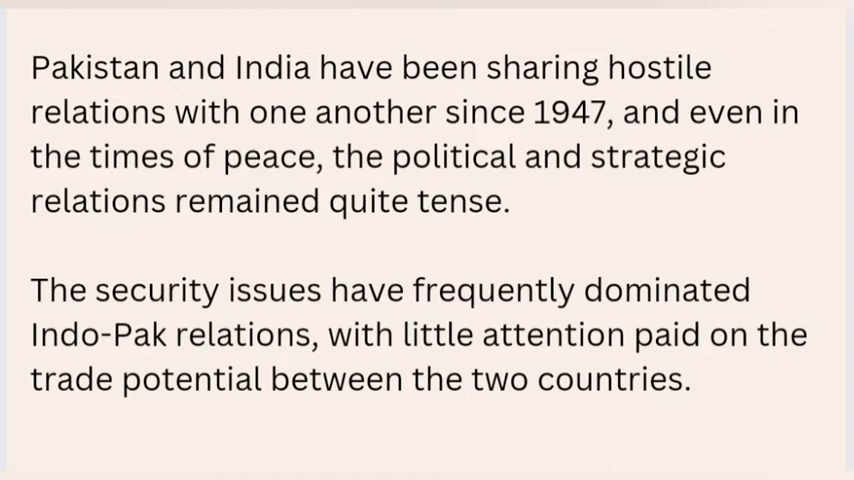 Pakistan and India have been sharing hostile
relations with one another since 1947, and even in
the times of peace, the political and strategic
relations remained quite tense.
The security issues have frequently dominated
Indo-Pak relations, with little attention paid on the
trade potential between the two countries.